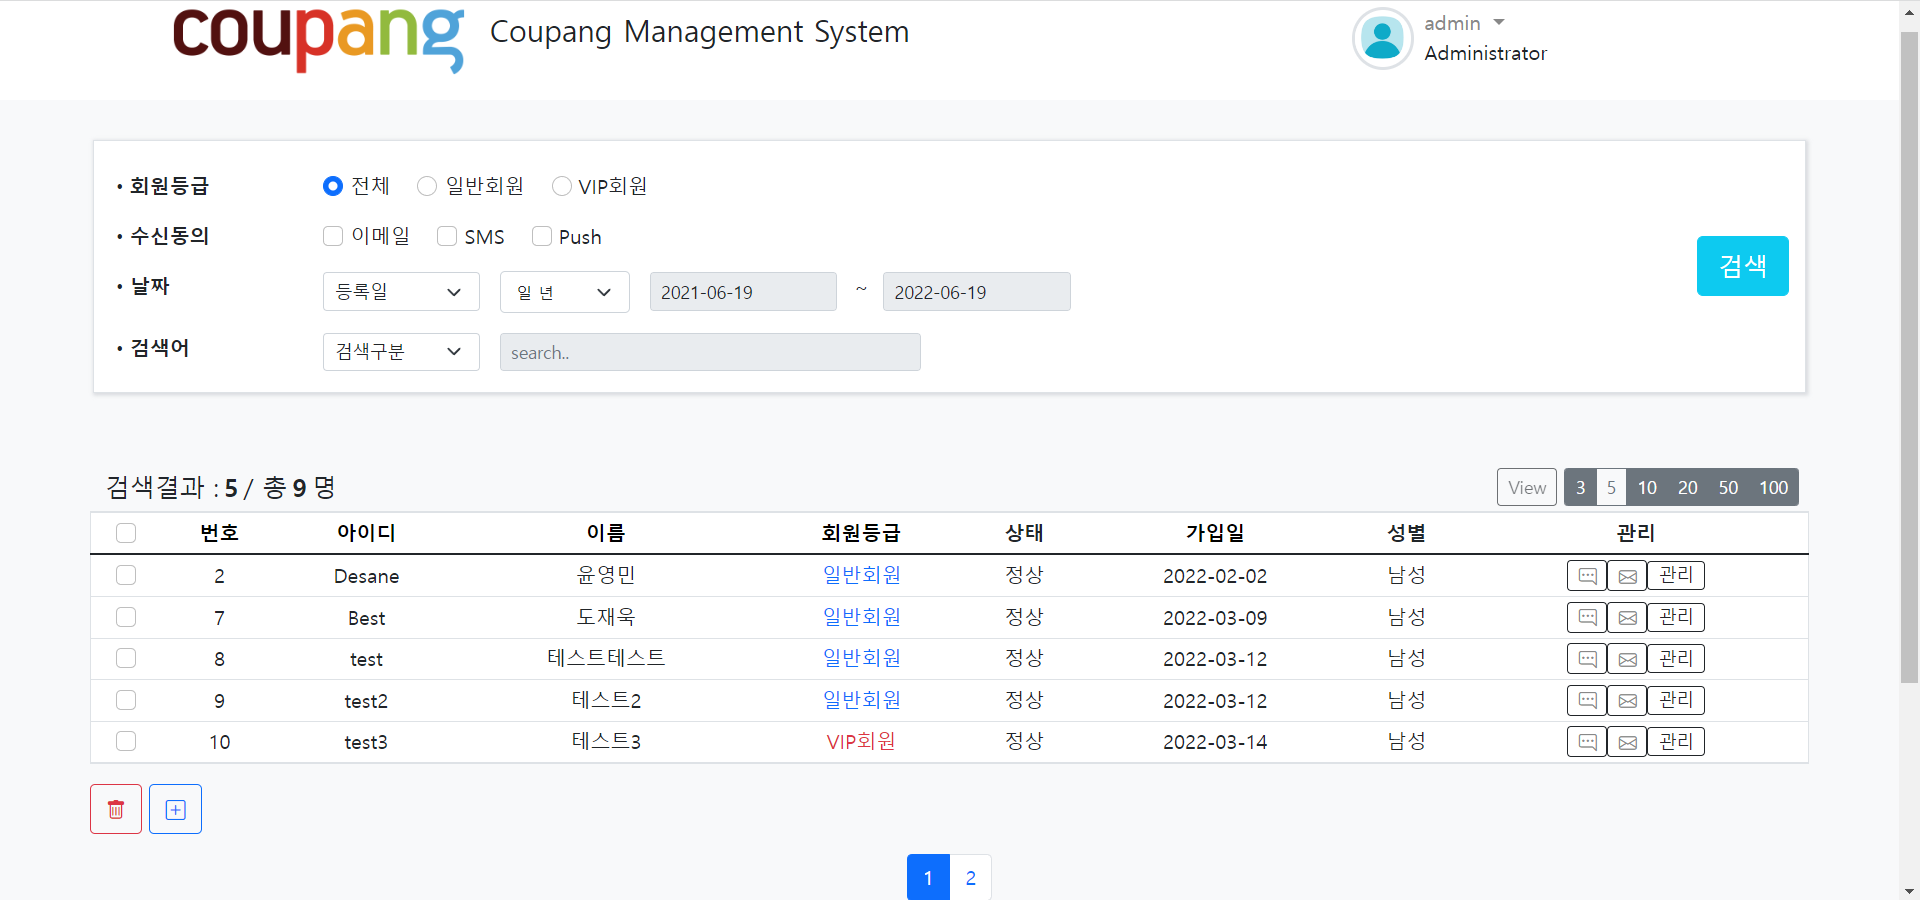 coupang Coupang Management System admin
Administrator
• 회원등급 전체 일반회원 VIP회원
• 수신동의 이메일 SMS Push
검색
• 날짜 등록일 일 년 2021-06-19 ~ 2022-06-19
• 검색어 검색구분 search..
검색결과 : 5 / 총 9 명 View 3 5 10 20 50 100
번호 아이디 이름 회원등급 상태 가입일 성별 관리
2 Desane 윤영민 일반회원 정상 2022-02-02 남성 관리
7 Best 도재욱 일반회원 정상 2022-03-09 남성 관리
8 test 테스트테스트 일반회원 정상 2022-03-12 남성 관리
9 test2 테스트2 일반회원 정상 2022-03-12 남성 관리
10 test3 테스트3 VIP회원 정상 2022-03-14 남성 관리
1 2